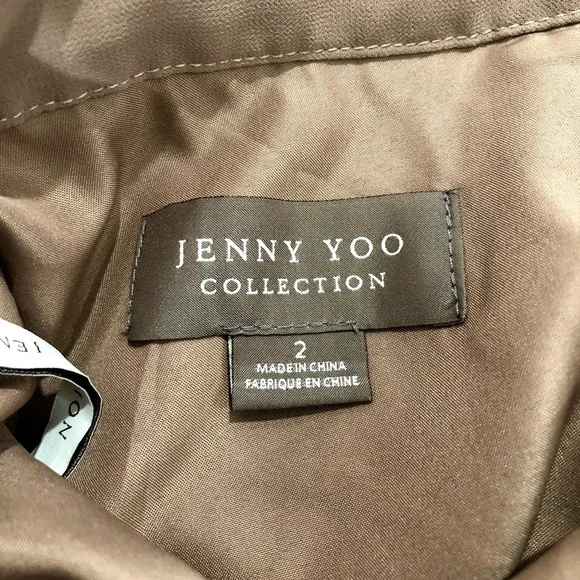 JENNY YOO
COLLECTION
2
MADE IN CHINA
FABRIQUE EN CHINE